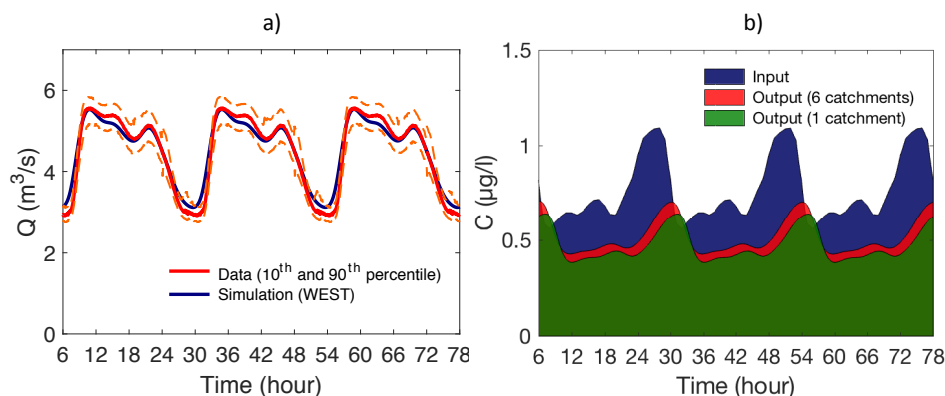 a)
6
4
2
0
Q (m³/s)
Data (10th and 90th percentile)
Simulation (WEST)
6 12 18 24 30 36 42 48 54 60 66 72 78
Time (hour)
b)
1.5
1
0.5
0
C (µg/l)
Input
Output (6 catchments)
Output (1 catchment)
6 12 18 24 30 36 42 48 54 60 66 72 78
Time (hour)